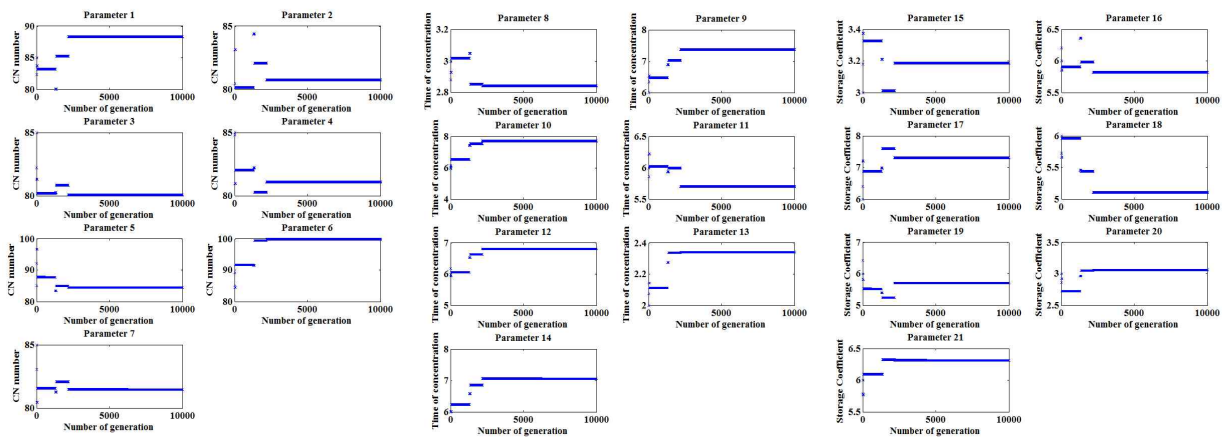 Parameter 1
CN number
90
85
80
0
5000
10000
Number of generation
Parameter 2
CN number
85
80
0
5000
10000
Number of generation
Parameter 3
CN number
85
80
0
5000
10000
Number of generation
Parameter 4
CN number
85
80
0
5000
10000
Number of generation
Parameter 5
CN number
100
90
80
0
5000
10000
Number of generation
Parameter 6
CN number
100
90
80
0
5000
10000
Number of generation
Parameter 7
CN number
85
80
0
5000
10000
Number of generation
Parameter 8
Time of concentration
3.2
3
2.8
0
5000
10000
Number of generation
Parameter 9
Time of concentration
8
7
6
0
5000
10000
Number of generation
Parameter 10
Time of concentration
8
6
4
0
5000
10000
Number of generation
Parameter 11
Time of concentration
6.5
6
5.5
0
5000
10000
Number of generation
Parameter 12
Time of concentration
7
6
5
0
5000
10000
Number of generation
Parameter 13
Time of concentration
2.4
2.2
2
0
5000
10000
Number of generation
Parameter 14
Time of concentration
8
7
6
0
5000
10000
Number of generation
Parameter 15
Storage Coefficient
3.4
3.2
3
0
5000
10000
Number of generation
Parameter 16
Storage Coefficient
6.5
6
5.5
0
5000
10000
Number of generation
Parameter 17
Storage Coefficient
8
7
6
0
5000
10000
Number of generation
Parameter 18
Storage Coefficient
6
5.5
5
0
5000
10000
Number of generation
Parameter 19
Storage Coefficient
7
6
5
0
5000
10000
Number of generation
Parameter 20
Storage Coefficient
3.5
3
2.5
0
5000
10000
Number of generation
Parameter 21
Storage Coefficient
6.5
6
5.5
0
5000
10000
Number of generation